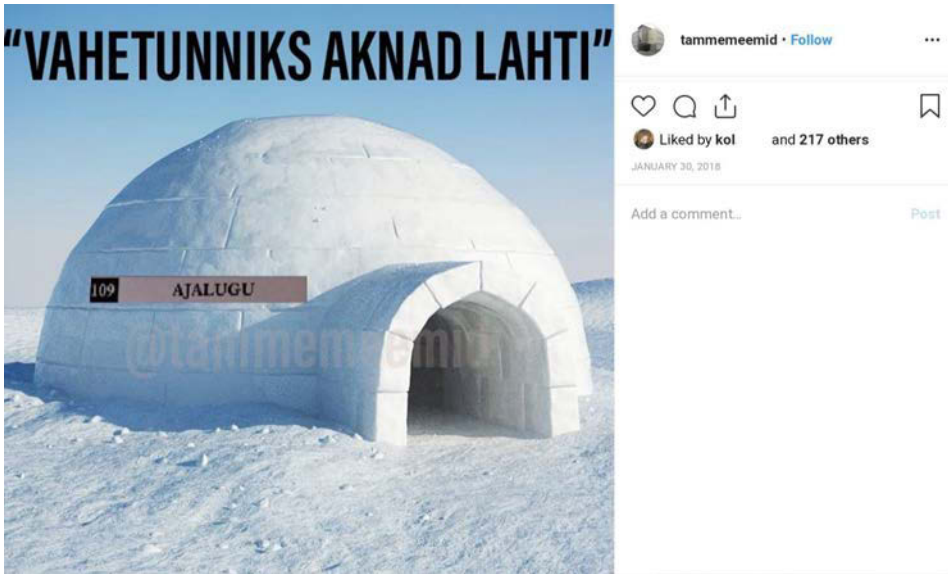 “VAHETUNNIKS AKNAD LAHTI”
109 AJALUGU
@tammemeemid
tammemeemid • Follow
Liked by kol and 217 others
JANUARY 30, 2018
Add a comment...
Post